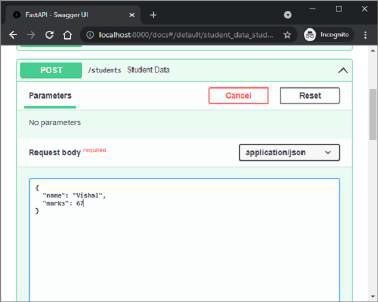 FastAPI - Swagger UI
localhost:8000/docs#/default/student_data_stud...
Incognito
POST /students Student Data
Parameters Cancel Reset
No parameters
Request body required application/json
{
"name": "Vishal",
"marks": 67
}